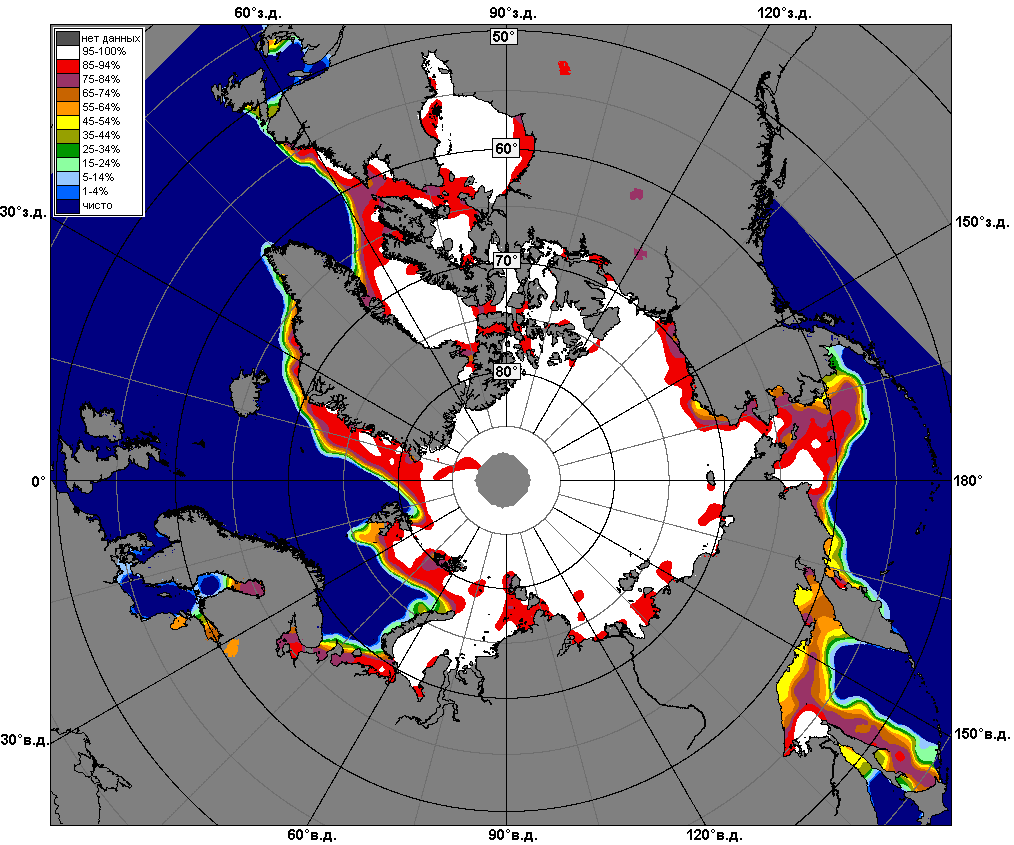 60°з.д.
90°з.д.
120°з.д.
нет данных
95-100%
85-94%
75-84%
65-74%
55-64%
45-54%
35-44%
25-34%
15-24%
5-14%
1-4%
чисто
50°
60°
70°
80°
30°з.д.
150°з.д.
0°
180°
30°в.д.
150°в.д.
60°в.д.
90°в.д.
120°в.д.